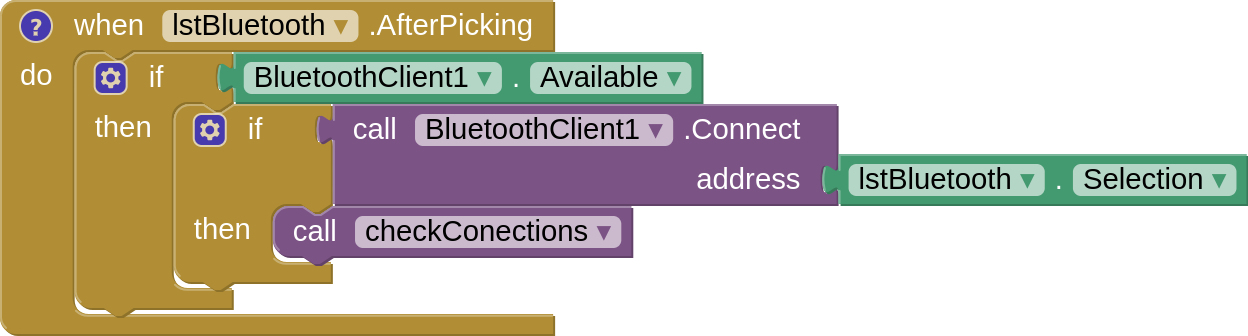 ? when lstBluetooth ▼ .AfterPicking
do if BluetoothClient1 ▼ . Available ▼
then if call BluetoothClient1 ▼ .Connect
address lstBluetooth ▼ . Selection ▼
then call checkConections ▼